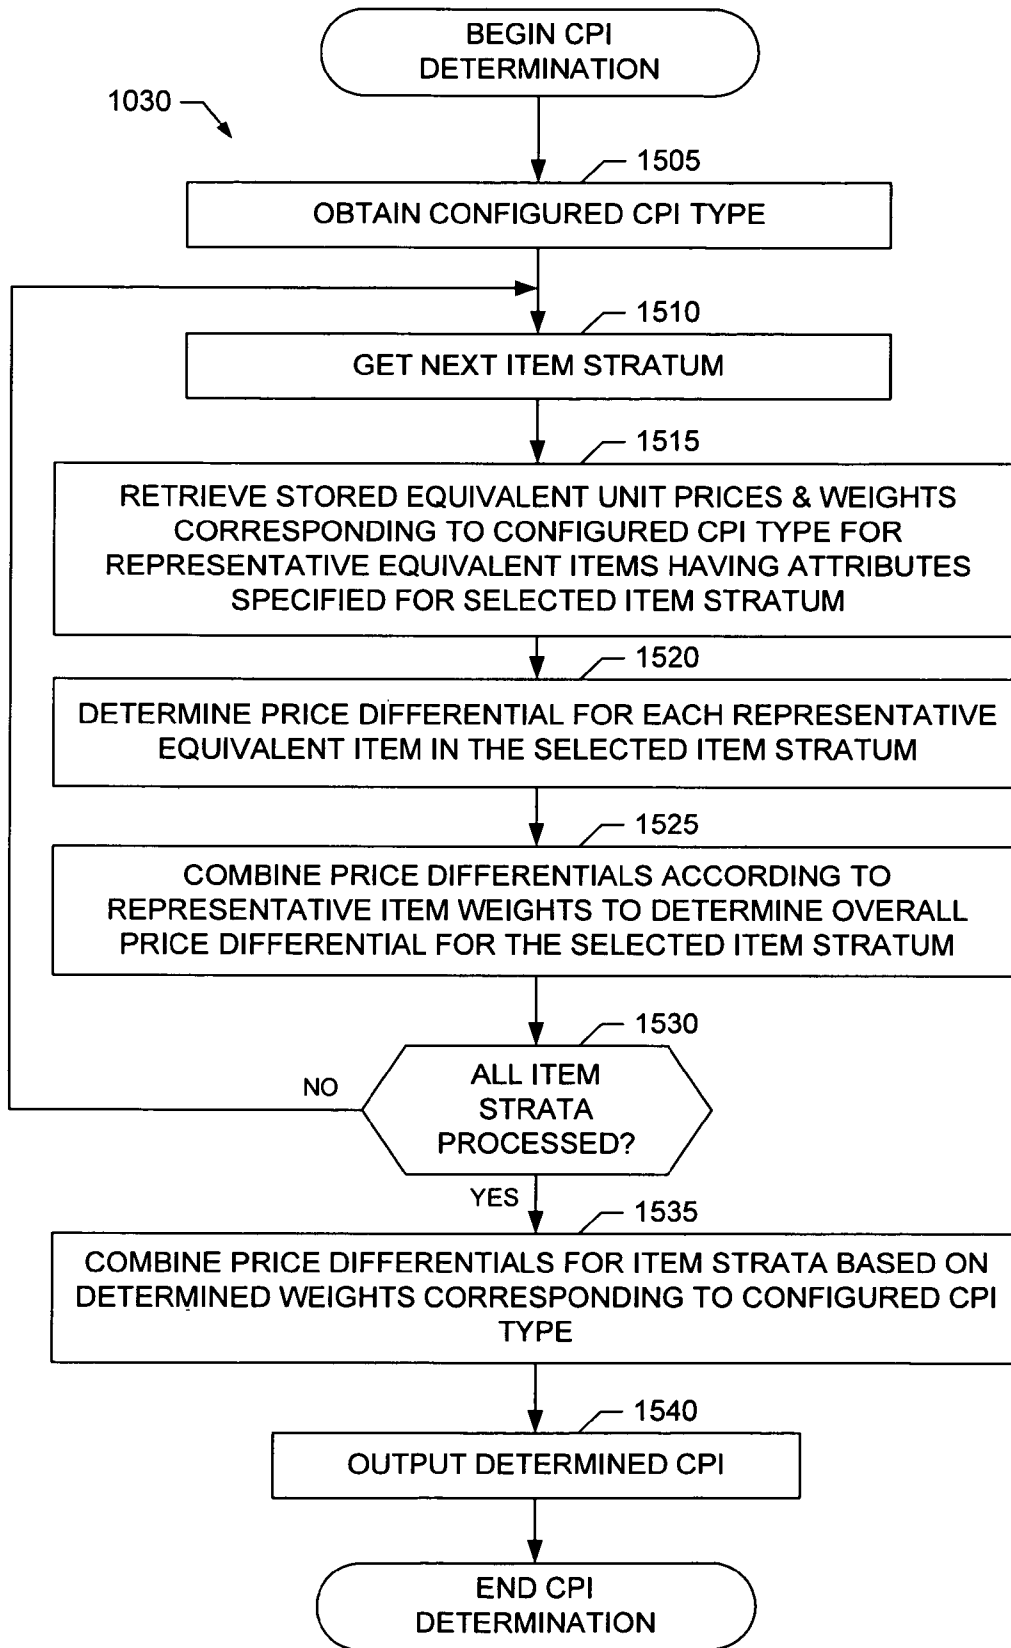 BEGIN CPI
DETERMINATION
1030
1505
OBTAIN CONFIGURED CPI TYPE
1510
GET NEXT ITEM STRATUM
1515
RETRIEVE STORED EQUIVALENT UNIT PRICES & WEIGHTS
CORRESPONDING TO CONFIGURED CPI TYPE FOR
REPRESENTATIVE EQUIVALENT ITEMS HAVING ATTRIBUTES
SPECIFIED FOR SELECTED ITEM STRATUM
1520
DETERMINE PRICE DIFFERENTIAL FOR EACH REPRESENTATIVE
EQUIVALENT ITEM IN THE SELECTED ITEM STRATUM
1525
COMBINE PRICE DIFFERENTIALS ACCORDING TO
REPRESENTATIVE ITEM WEIGHTS TO DETERMINE OVERALL
PRICE DIFFERENTIAL FOR THE SELECTED ITEM STRATUM
1530
ALL ITEM
STRATA
PROCESSED?
NO
YES
1535
COMBINE PRICE DIFFERENTIALS FOR ITEM STRATA BASED ON
DETERMINED WEIGHTS CORRESPONDING TO CONFIGURED CPI
TYPE
1540
OUTPUT DETERMINED CPI
END CPI
DETERMINATION